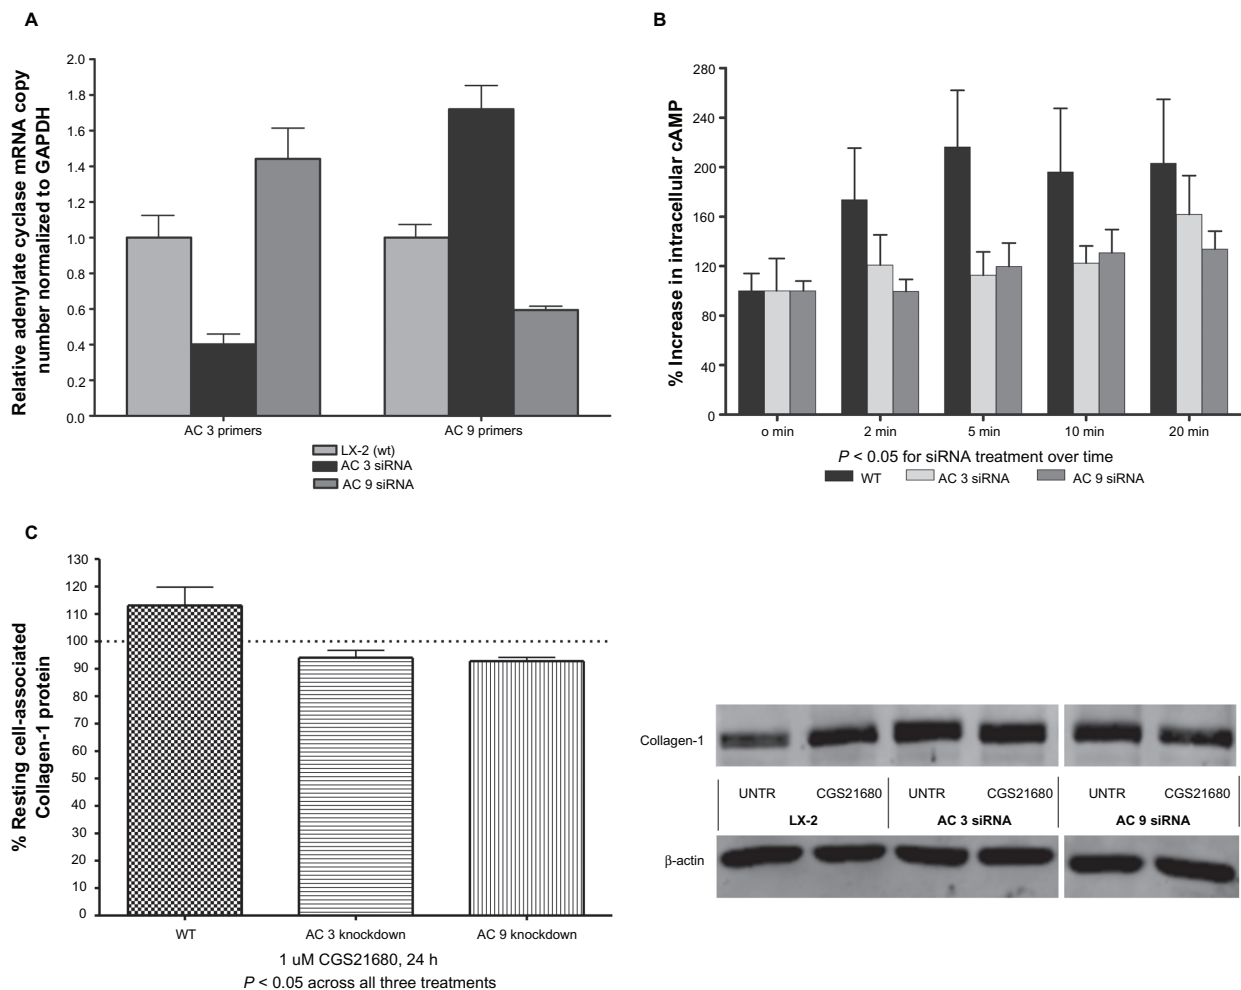 A
Relative adenylate cyclase mRNA copy
number normalized to GAPDH
2.0
1.8
1.6
1.4
1.2
1.0
0.8
0.6
0.4
0.2
0.0
AC 3 primers
AC 9 primers
LX-2 (wt)
AC 3 siRNA
AC 9 siRNA
B
% Increase in intracellular cAMP
280
240
200
160
120
80
40
0
o min
2 min
5 min
10 min
20 min
P < 0.05 for siRNA treatment over time
WT
AC 3 siRNA
AC 9 siRNA
C
% Resting cell-associated
Collagen-1 protein
130
120
110
100
90
80
70
60
50
40
30
20
10
0
WT
AC 3 knockdown
AC 9 knockdown
1 uM CGS21680, 24 h
P < 0.05 across all three treatments
Collagen-1
UNTR CGS21680 UNTR CGS21680 UNTR CGS21680
LX-2 AC 3 siRNA AC 9 siRNA
β-actin